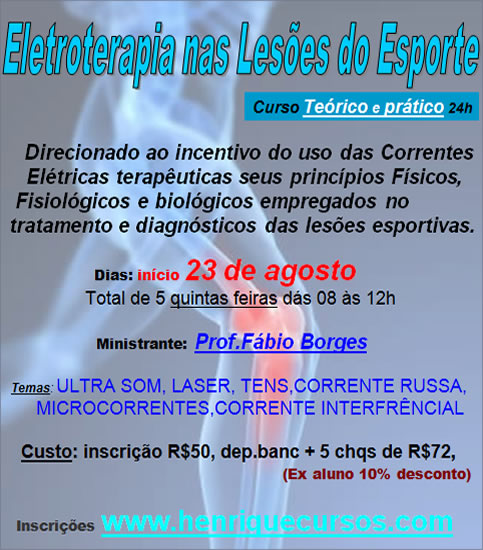 Eletroterapia nas Lesões do Esporte
Curso Teórico e prático 24h
Direcionado ao incentivo do uso das Correntes
Elétricas terapêuticas seus princípios Físicos,
Fisiológicos e biológicos empregados no
tratamento e diagnósticos das lesões esportivas.
Dias: início 23 de agosto
Total de 5 quintas feiras dás 08 às 12h
Ministrante: Prof.Fábio Borges
Temas: ULTRA SOM, LASER, TENS,CORRENTE RUSSA,
MICROCORRENTES,CORRENTE INTERFRÊNCIAL
Custo: inscrição R$50, dep.banc + 5 chqs de R$72,
(Ex aluno 10% desconto)
Inscrições www.henriquecursos.com